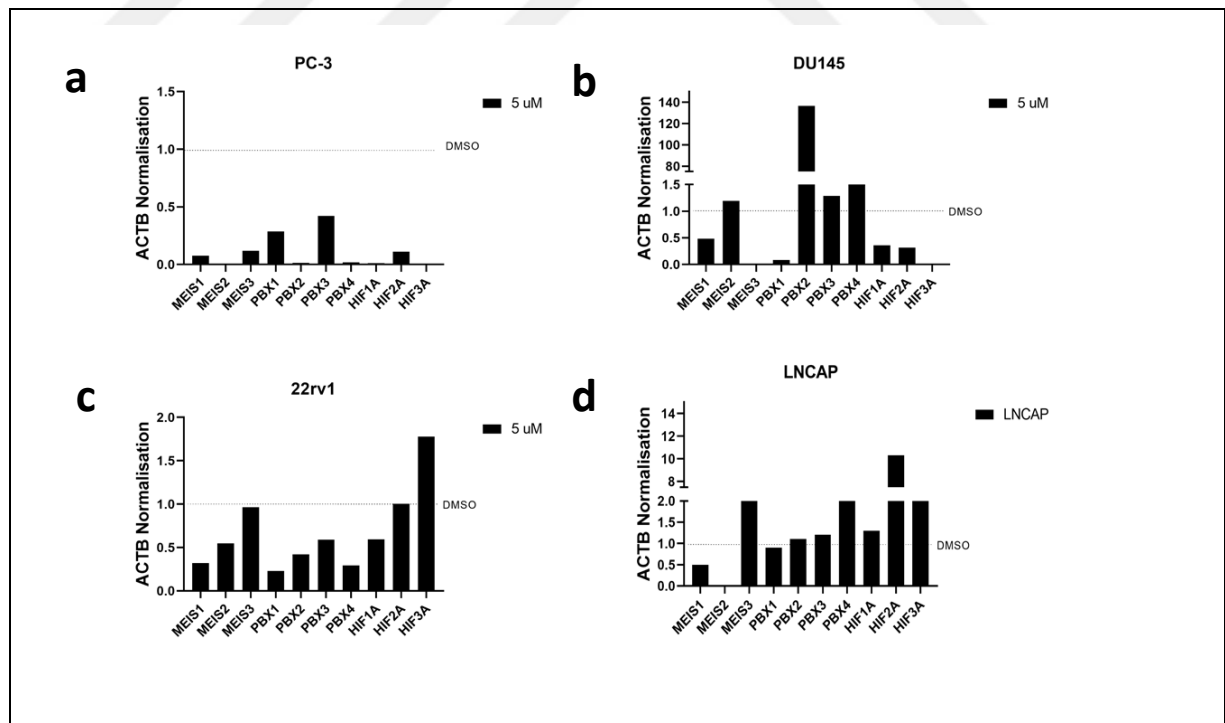 a
PC-3
ACTB Normalisation
1.5
1.0
0.5
0.0
DMSO
5 uM
MEIS1
MEIS2
MEIS3
PBX1
PBX2
PBX3
PBX4
HIF1A
HIF2A
HIF3A
b
DU145
ACTB Normalisation
140
120
100
80
1.5
1.0
0.5
0.0
DMSO
5 uM
MEIS1
MEIS2
MEIS3
PBX1
PBX2
PBX3
PBX4
HIF1A
HIF2A
HIF3A
c
22rv1
ACTB Normalisation
2.0
1.5
1.0
0.5
0.0
DMSO
5 uM
MEIS1
MEIS2
MEIS3
PBX1
PBX2
PBX3
PBX4
HIF1A
HIF2A
HIF3A
d
LNCAP
ACTB Normalisation
14
12
10
8
2.0
1.5
1.0
0.5
0.0
DMSO
LNCAP
MEIS1
MEIS2
MEIS3
PBX1
PBX2
PBX3
PBX4
HIF1A
HIF2A
HIF3A